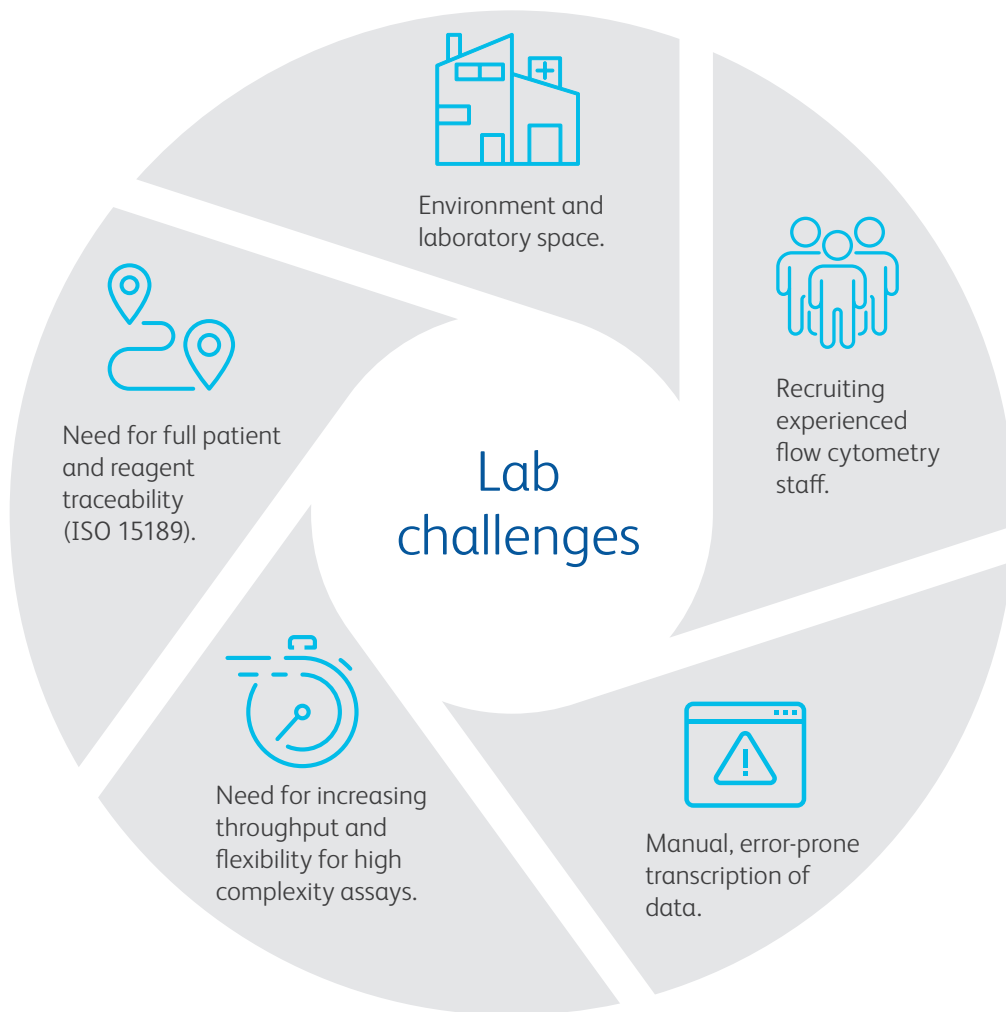 Environment and
laboratory space.
Recruiting
experienced
flow cytometry
staff.
Need for full patient
and reagent
traceability
(ISO 15189).
Lab
challenges
Need for increasing
throughput and
flexibility for high
complexity assays.
Manual, error-prone
transcription of
data.